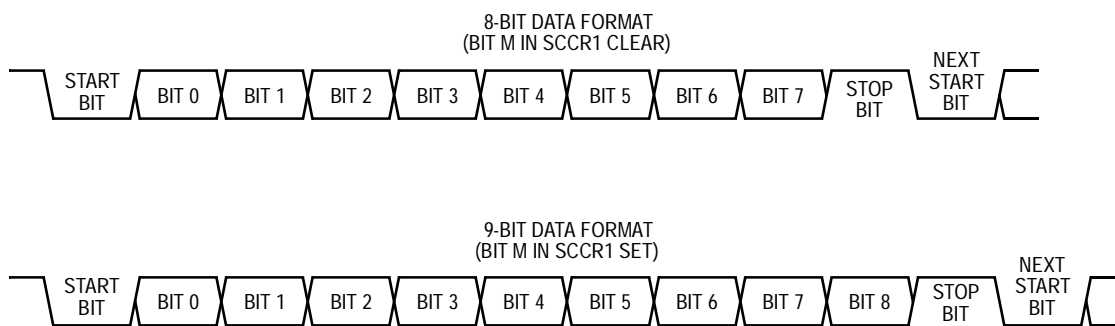 8-BIT DATA FORMAT
(BIT M IN SCCR1 CLEAR)
START BIT
BIT 0
BIT 1
BIT 2
BIT 3
BIT 4
BIT 5
BIT 6
BIT 7
STOP BIT
NEXT START BIT
9-BIT DATA FORMAT
(BIT M IN SCCR1 SET)
START BIT
BIT 0
BIT 1
BIT 2
BIT 3
BIT 4
BIT 5
BIT 6
BIT 7
BIT 8
STOP BIT
NEXT START BIT